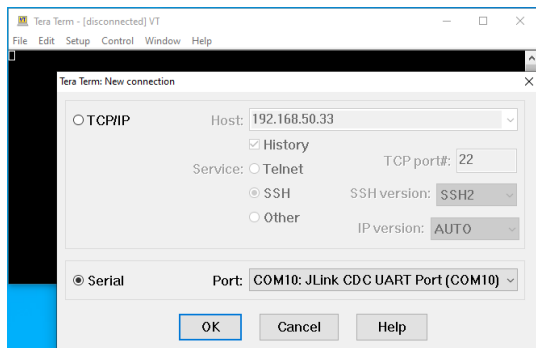 Tera Term - [disconnected] VT
File Edit Setup Control Window Help
Tera Term: New connection
TCP/IP Host: 192.168.50.33
History
Service: Telnet TCP port#: 22
SSH SSH version: SSH2
Other IP version: AUTO
Serial Port: COM10: JLink CDC UART Port (COM10)
OK Cancel Help